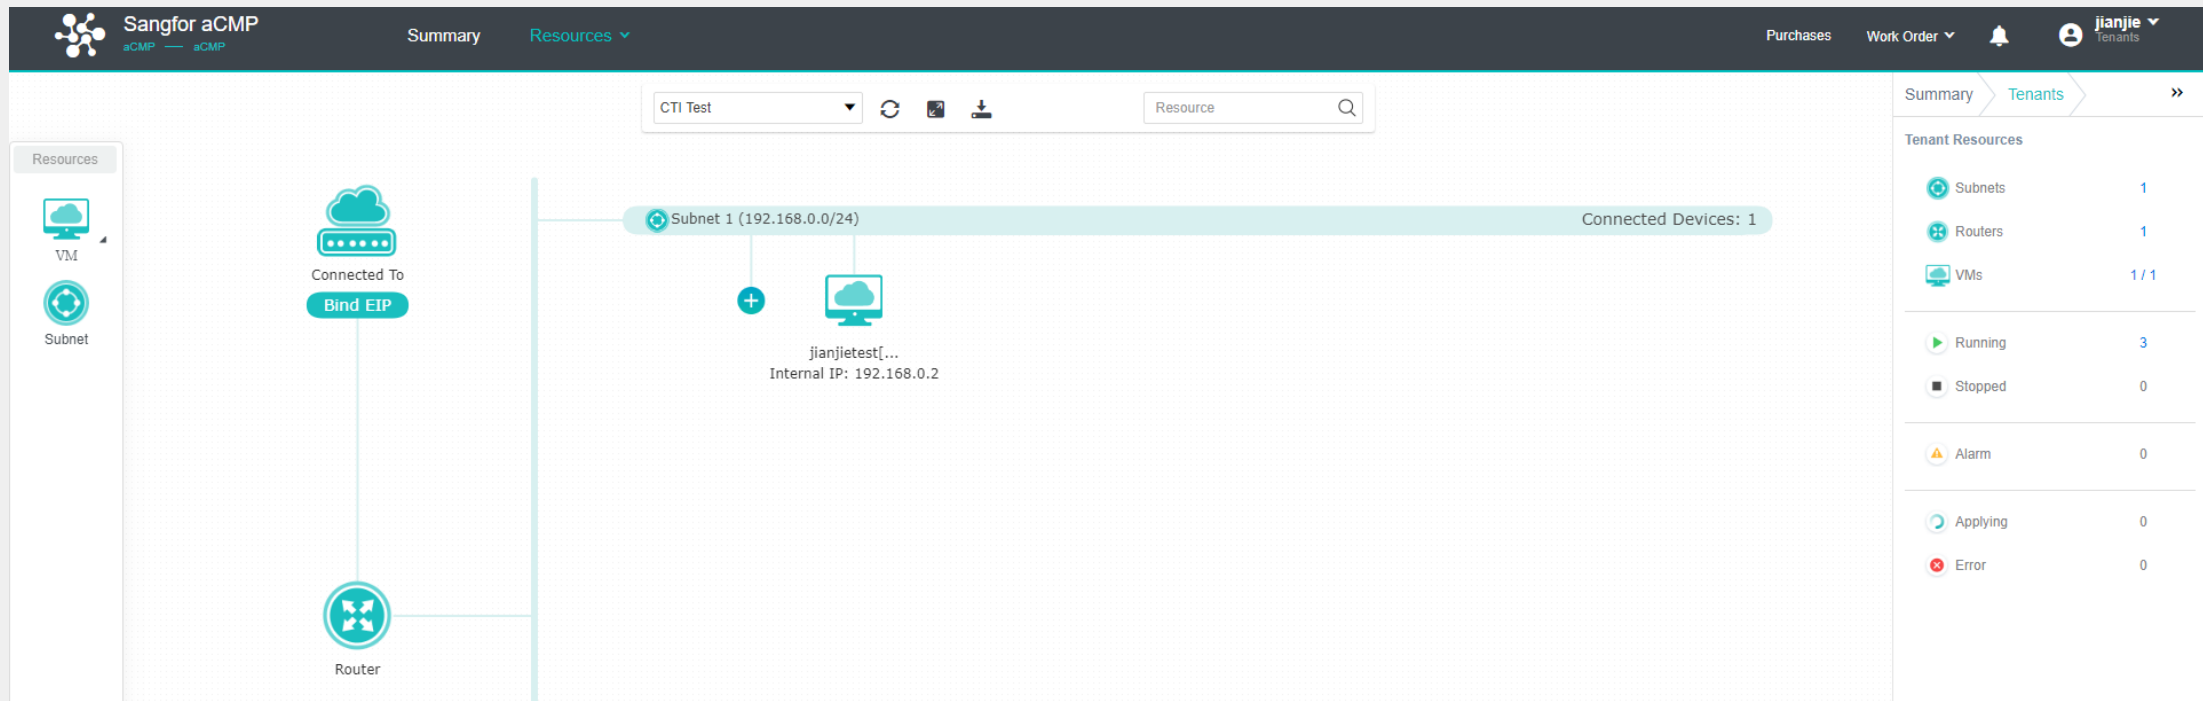 Sangfor aCMP
aCMP — aCMP
Summary
Resources
Purchases
Work Order
jianjie
Tenants
CTI Test
Resource
Summary
Tenants
Resources
VM
Subnet
Connected To
Bind EIP
Router
Subnet 1 (192.168.0.0/24)
Connected Devices: 1
jianjietest[...
Internal IP: 192.168.0.2
Tenant Resources
Subnets 1
Routers 1
VMs 1 / 1
Running 3
Stopped 0
Alarm 0
Applying 0
Error 0